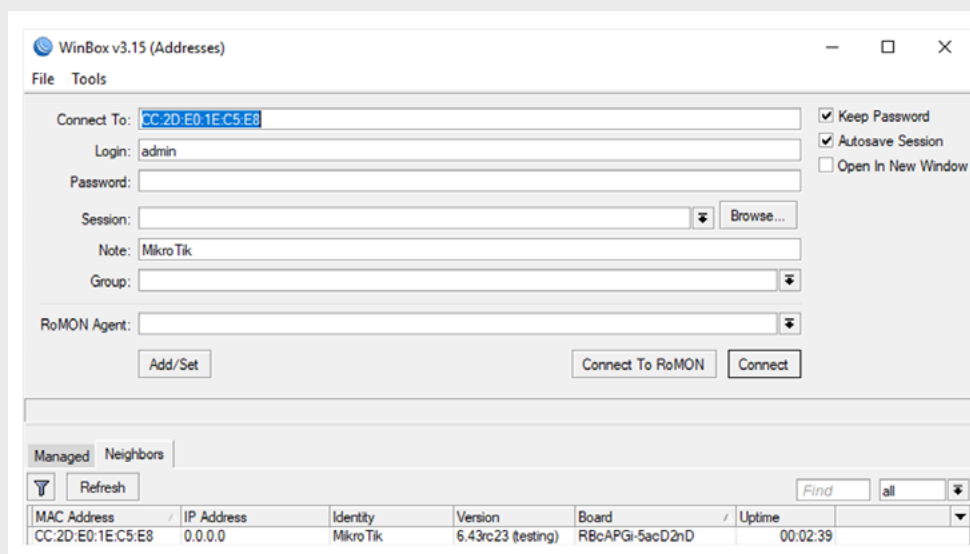 WinBox v3.15 (Addresses)
File Tools
Connect To: CC:2D:E0:1E:C5:E8
Keep Password
Login: admin
Autosave Session
Password:
Open In New Window
Session:
Browse...
Note: MikroTik
Group:
RoMON Agent:
Add/Set Connect To RoMON Connect
Managed Neighbors
Refresh Find all
MAC Address IP Address Identity Version Board Uptime
CC:2D:E0:1E:C5:E8 0.0.0.0 MikroTik 6.43rc23 (testing) RBcAPGi-5acD2nD 00:02:39